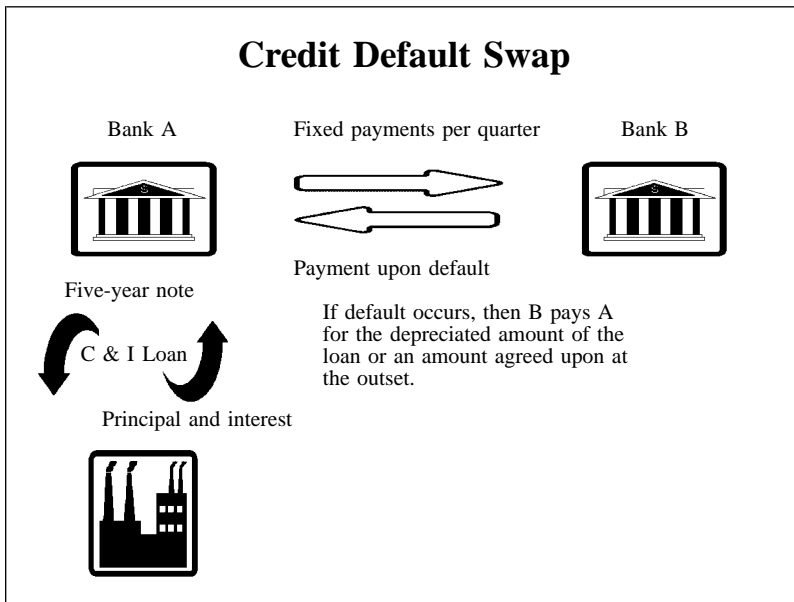 Credit Default Swap
Bank A
Fixed payments per quarter
Bank B
Payment upon default
Five-year note
If default occurs, then B pays A
for the depreciated amount of the
loan or an amount agreed upon at
the outset.
C & I Loan
Principal and interest